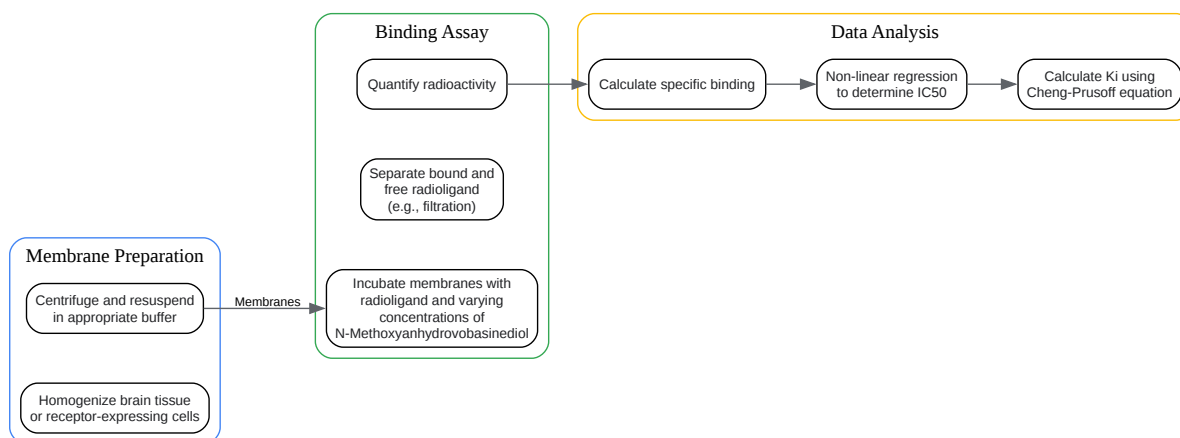 Binding Assay
Quantify radioactivity
Separate bound and
free radioligand
(e.g., filtration)
Incubate membranes with
radioligand and varying
concentrations of
N-Methoxyanhydrovobasinediol
Data Analysis
Calculate specific binding
Non-linear regression
to determine IC50
Calculate Ki using
Cheng-Prusoff equation
Membrane Preparation
Centrifuge and resuspend
in appropriate buffer
Membranes
Homogenize brain tissue
or receptor-expressing cells